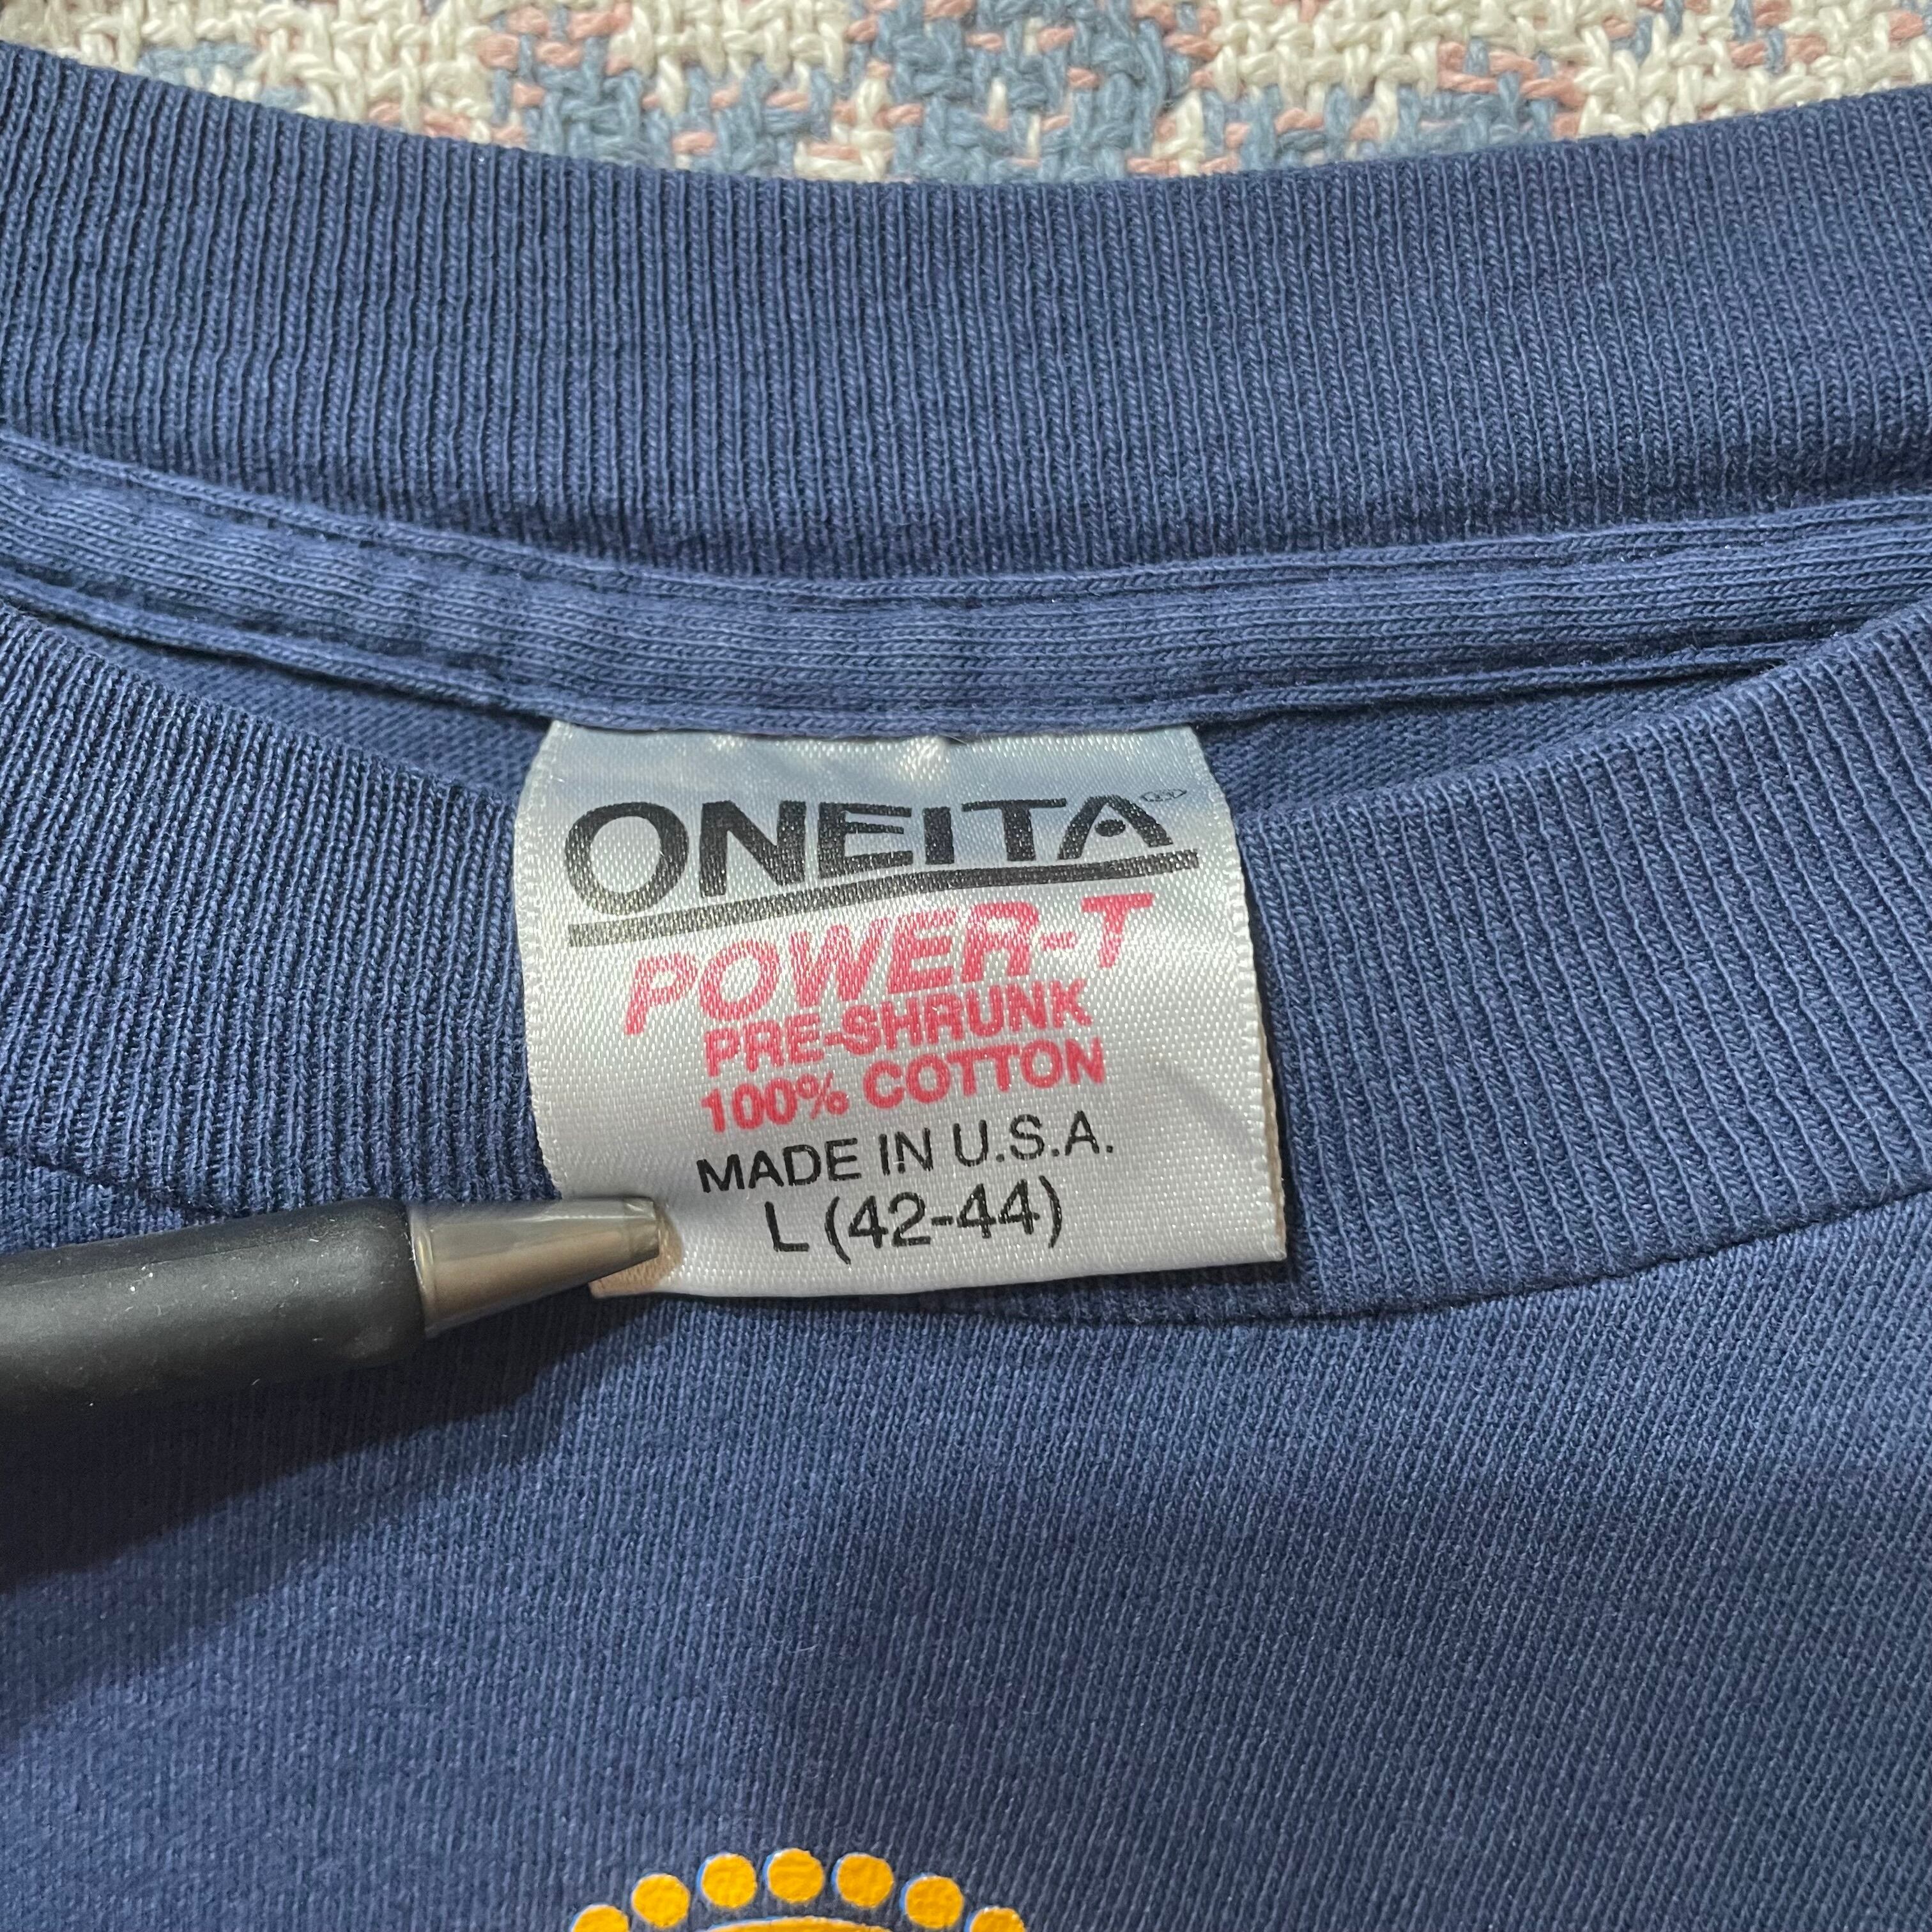 ONEITA®
POWER-T
PRE-SHRUNK
100% COTTON
MADE IN U.S.A.
L (42-44)